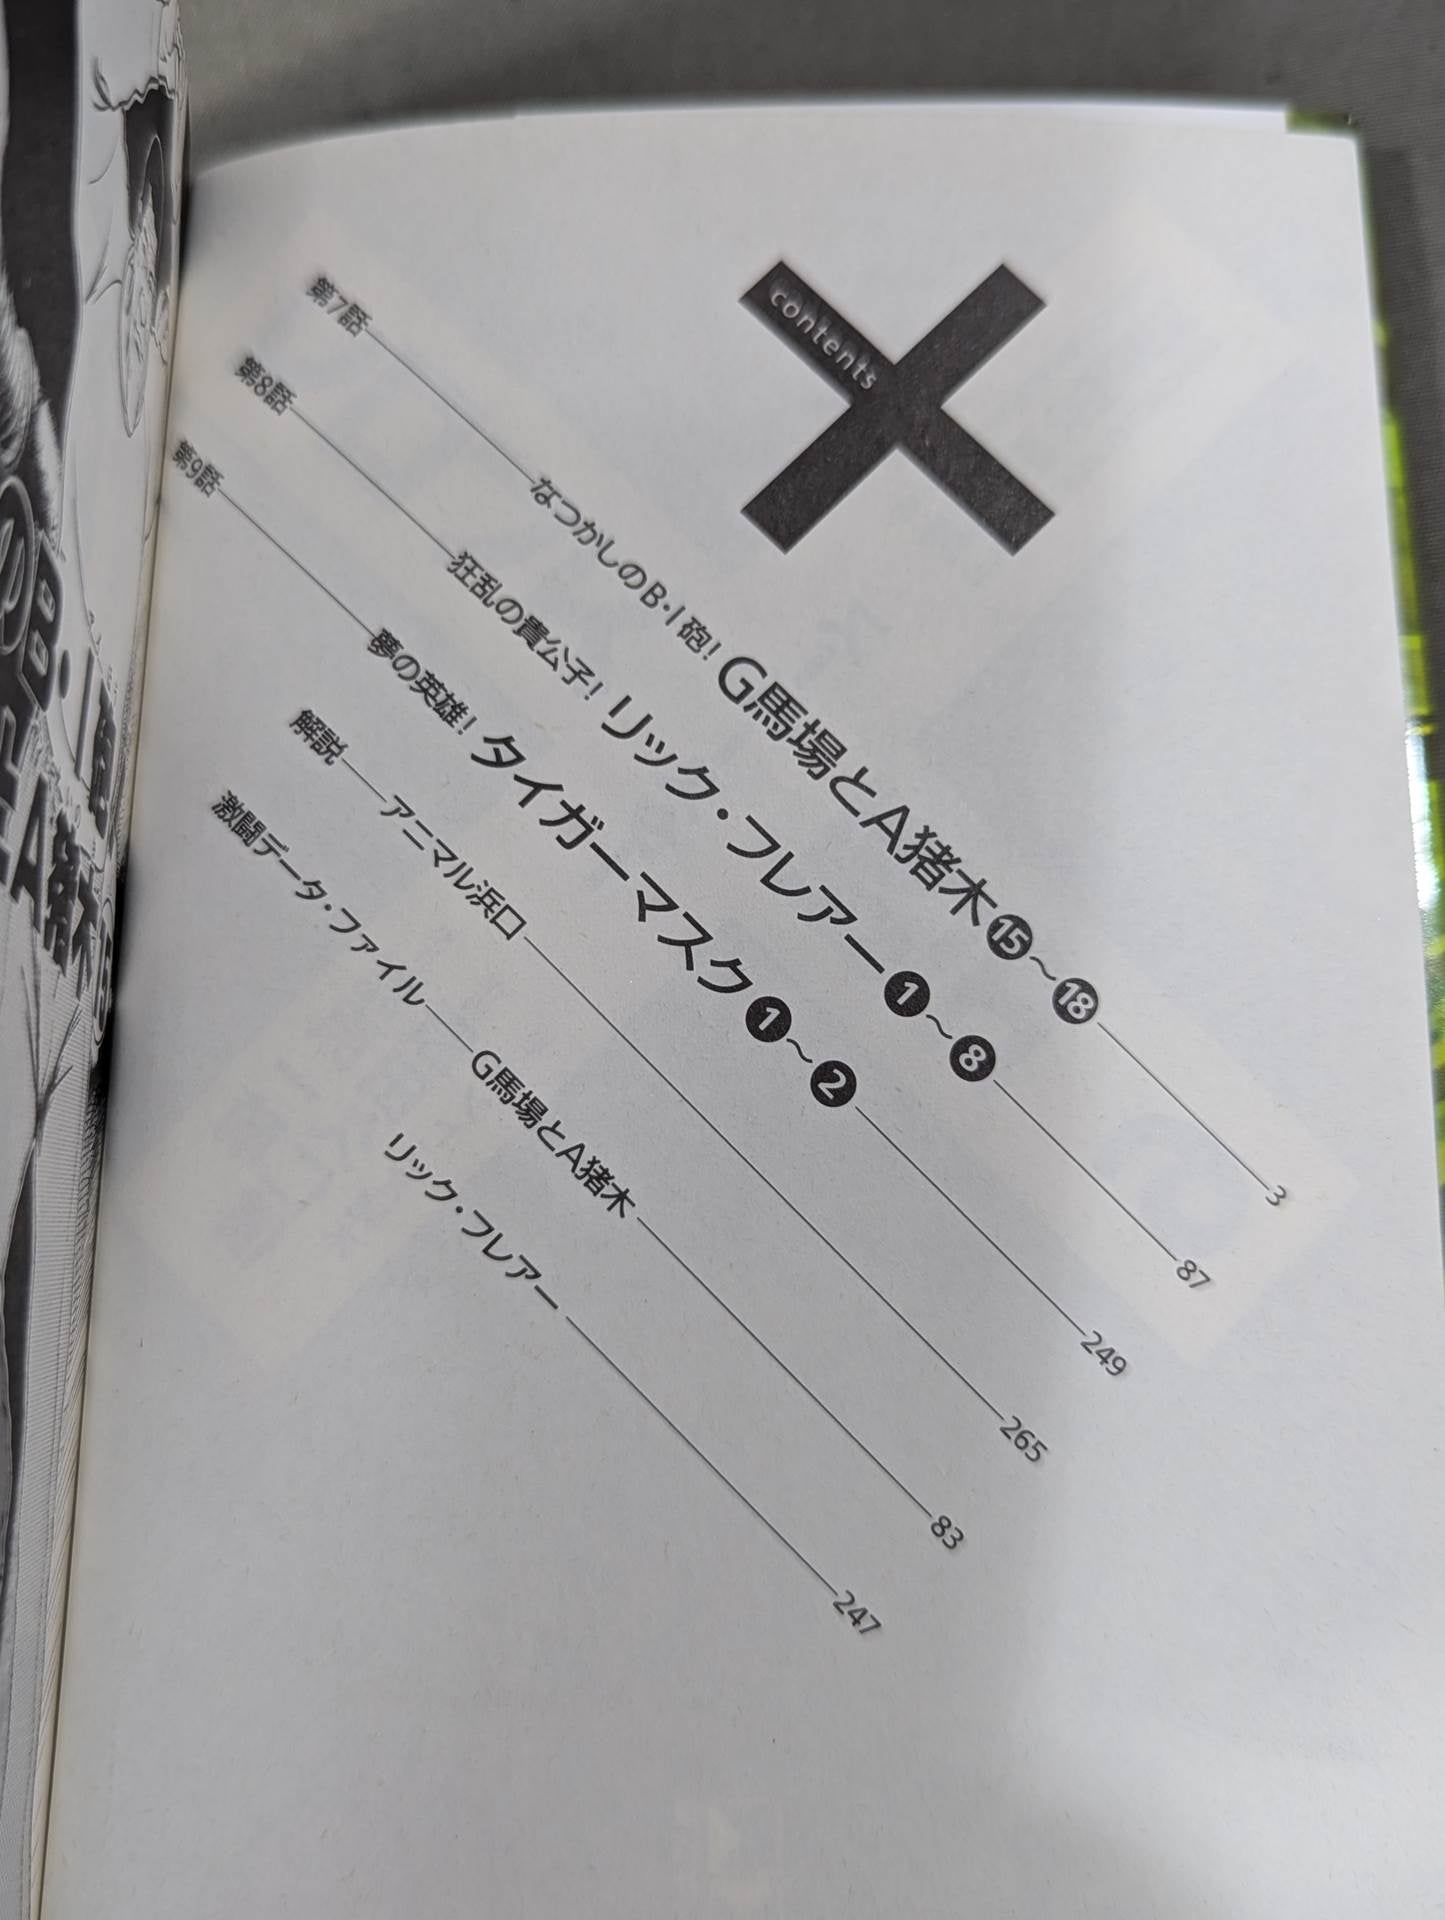 contents
第7話 なつかしのB・I砲! G馬場とA猪木⓯～⓲ 3
第8話 狂乱の貴公子! リック・フレアー❶～❽ 87
第9話 夢の英雄! タイガーマスク❶～❷ 249
解説 アニマル浜口 265
激闘データ・ファイル G馬場とA猪木 83
リック・フレアー 247